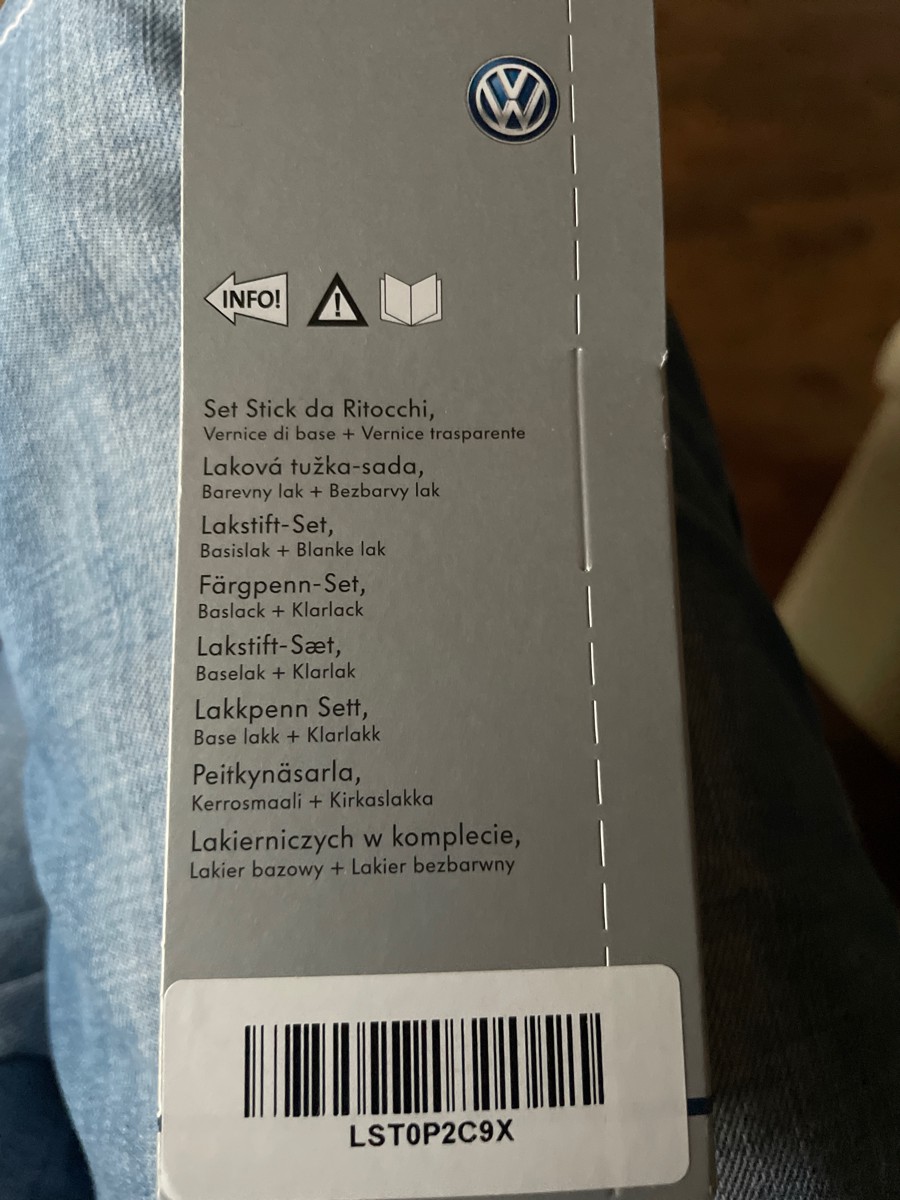 INFO!
Set Stick da Ritocchi,
Vernice di base + Vernice trasparente
Laková tužka-sada,
Barevny lak + Bezbarvy lak
Lakstift-Set,
Basislak + Blanke lak
Färgpenn-Set,
Baslack + Klarlack
Lakstift-Sæt,
Baselak + Klarlak
Lakkpenn Sett,
Base lakk + Klarlakk
Peitkynäsarla,
Kerrosmaali + Kirkaslakka
Lakierniczych w komplecie,
Lakier bazowy + Lakier bezbarwny
LST0P2C9X